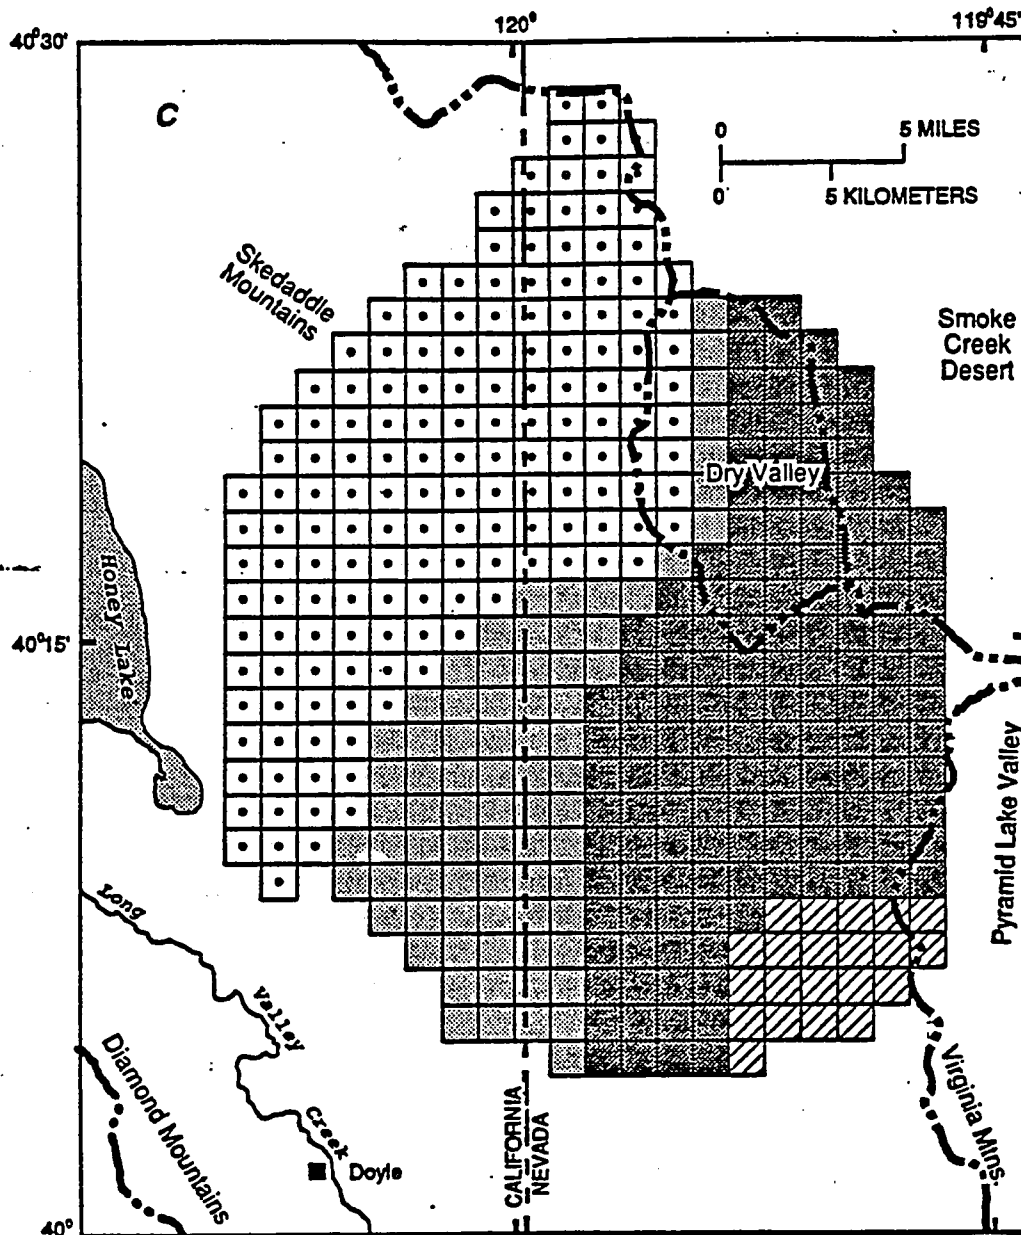 120°
119°45'
40°30'
C
0 5 MILES
0 5 KILOMETERS
Skedaddle
Mountains
Smoke
Creek
Desert
Dry Valley
Honey Lake
40°15'
Pyramid Lake Valley
Long
Valley
Creek
Diamond Mountains
Doyle
CALIFORNIA
NEVADA
Virginia Mtns.
40°